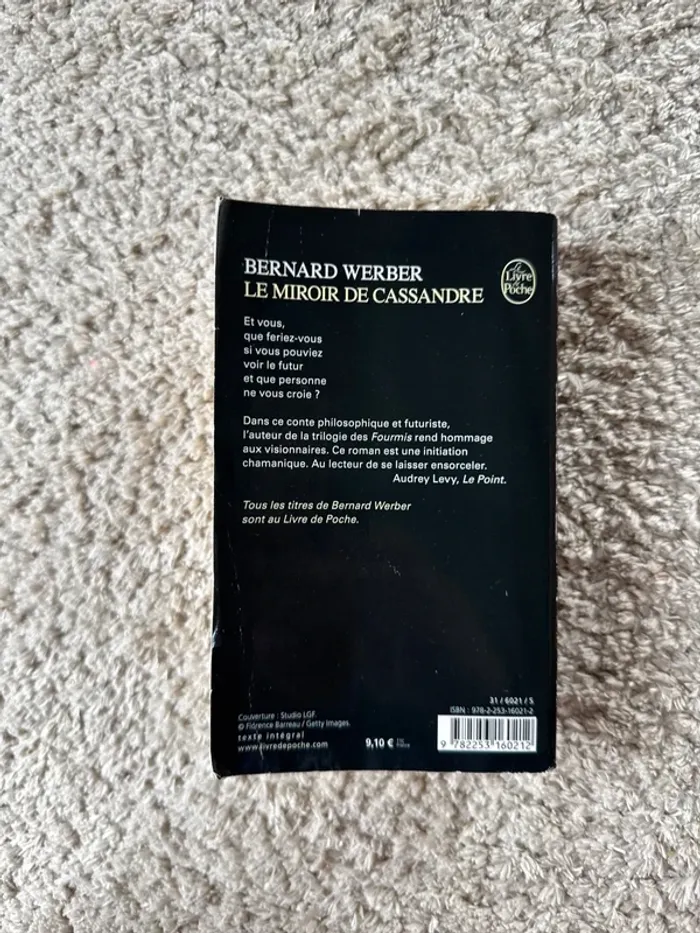 BERNARD WERBER
LE MIROIR DE CASSANDRE
Le
Livre
de
Poche
Et vous,
que feriez-vous
si vous pouviez
voir le futur
et que personne
ne vous croie ?
Dans ce conte philosophique et futuriste,
l'auteur de la trilogie des Fourmis rend hommage
aux visionnaires. Ce roman est une initiation
chamanique. Au lecteur de se laisser ensorceler.
Audrey Levy, Le Point.
Tous les titres de Bernard Werber
sont au Livre de Poche.
31 / 6021 / 5
ISBN : 978-2-253-16021-2
Couverture : Studio LGF.
© Florence Barreau / Getty Images.
texte intégral
www.livredepoche.com
9,10 €
9 782253 160212